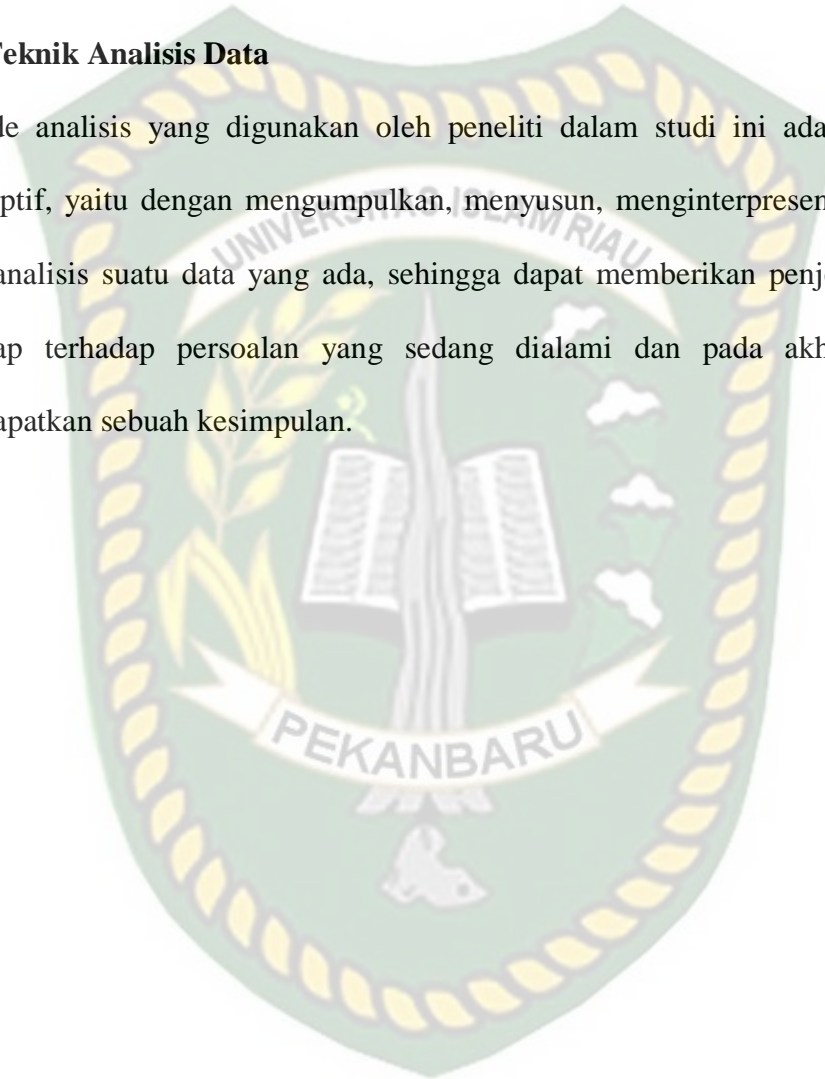 Teknik Analisis Data
de analisis yang digunakan oleh peneliti dalam studi ini ada
ptif, yaitu dengan mengumpulkan, menyusun, menginterpresen
UNIVERSITAS ISLAM RIAU
analisis suatu data yang ada, sehingga dapat memberikan penj
ap terhadap persoalan yang sedang dialami dan pada akh
apatkan sebuah kesimpulan.
PEKANBARU